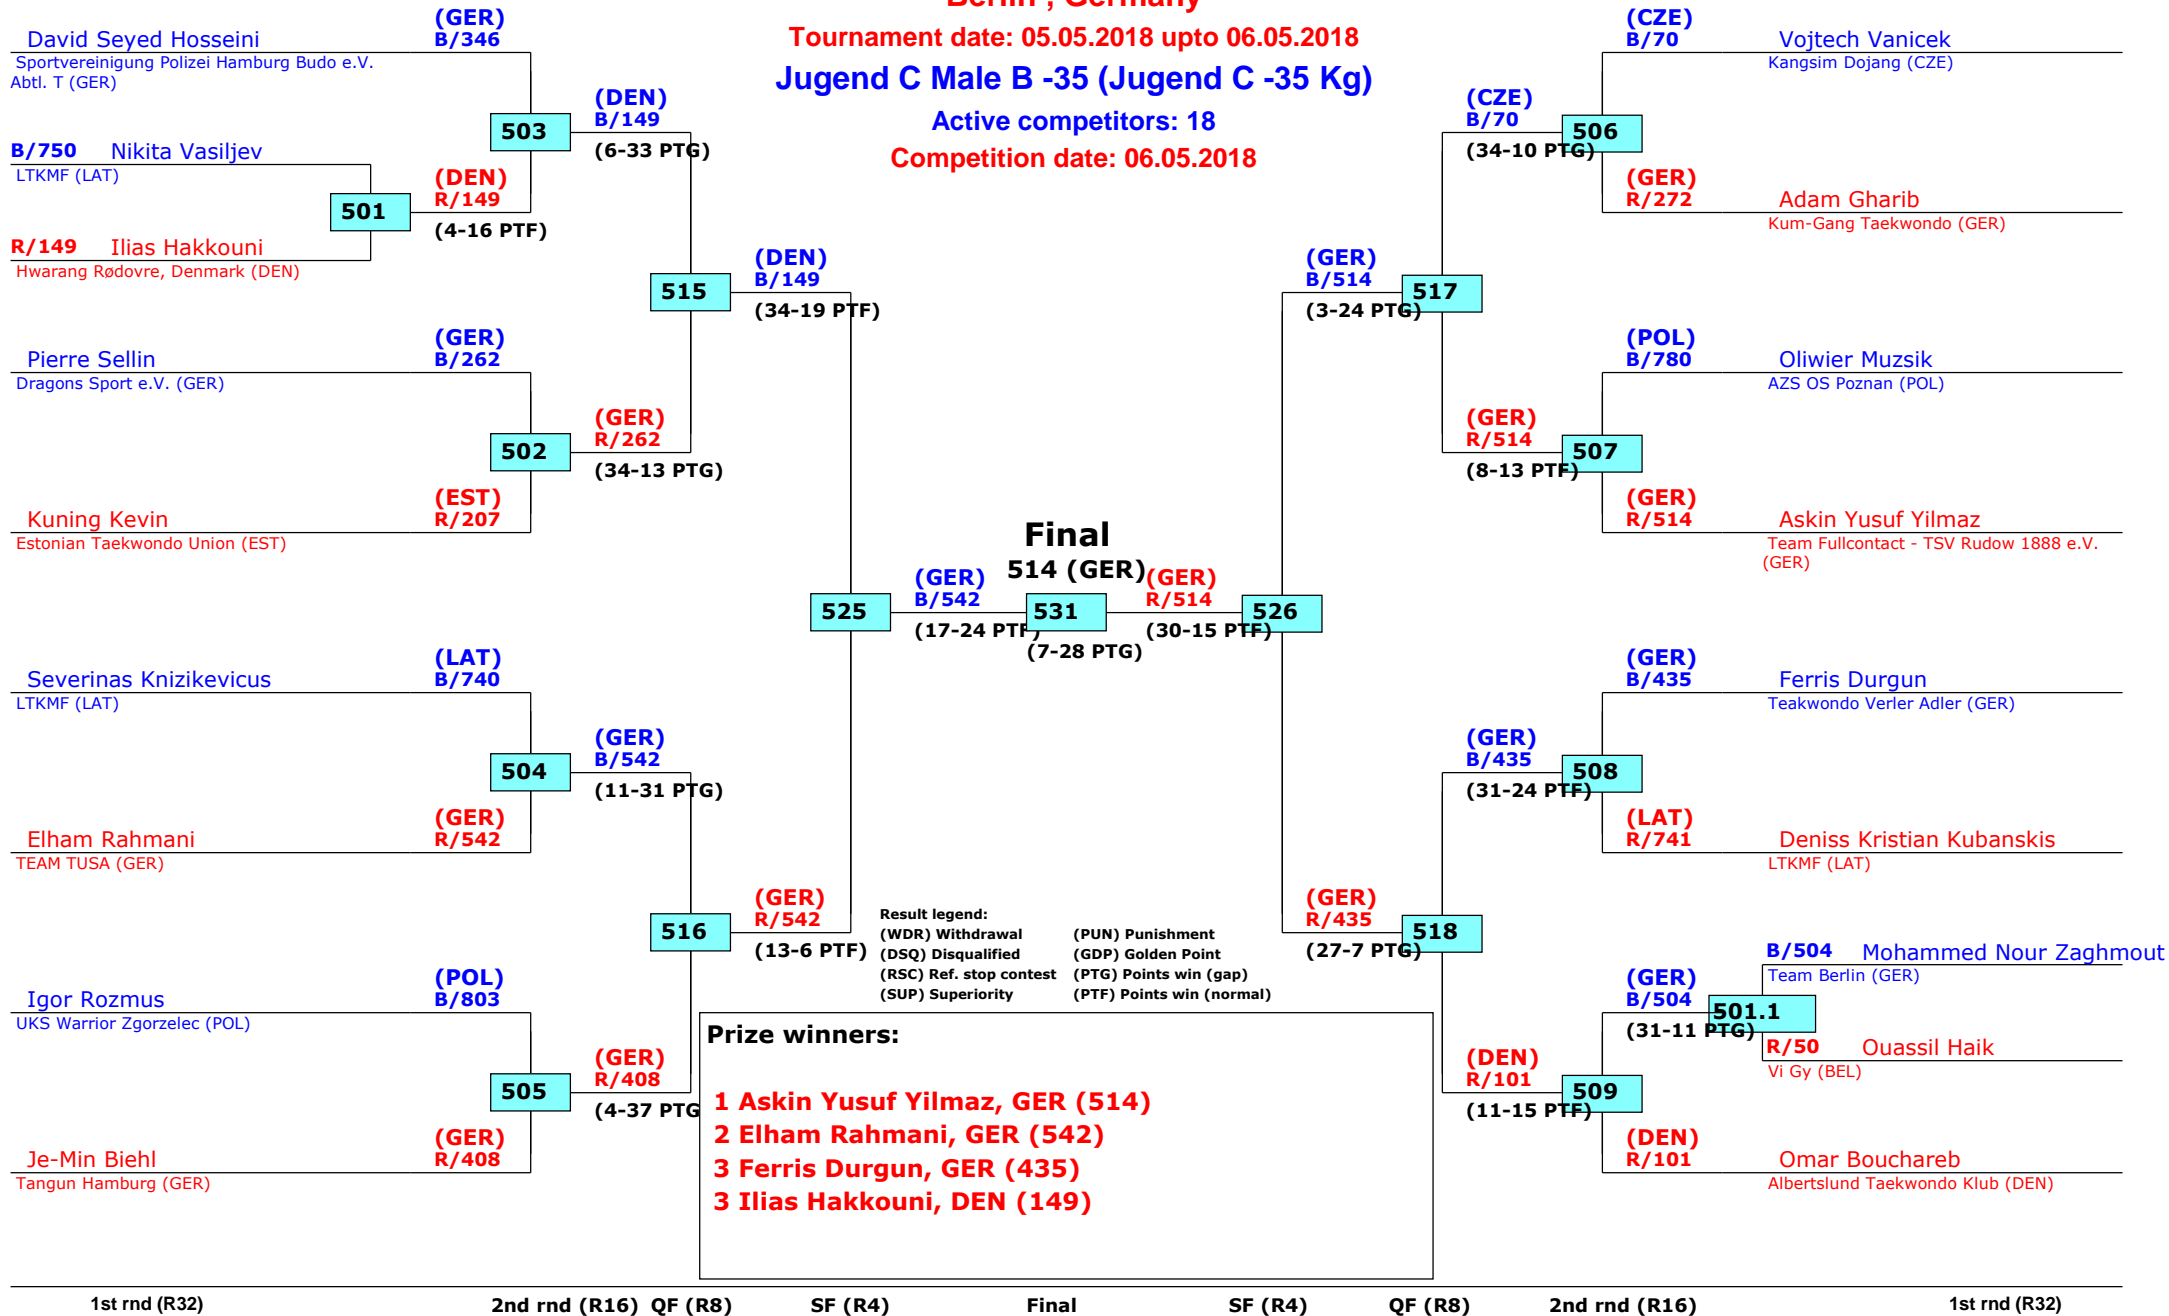 Berlin , Germany
Tournament date: 05.05.2018 upto 06.05.2018
Jugend C Male B -35 (Jugend C -35 Kg)
Active competitors: 18
Competition date: 06.05.2018
(GER)
B/346
David Seyed Hosseini
Sportvereinigung Polizei Hamburg Budo e.V.
Abtl. T (GER)
B/750 Nikita Vasiljev
LTKMF (LAT)
501
R/149 Ilias Hakkouni
Hwarang Rødovre, Denmark (DEN)
(DEN)
R/149
(4-16 PTF)
503
(DEN)
B/149
(6-33 PTG)
(GER)
B/262
Pierre Sellin
Dragons Sport e.V. (GER)
502
(EST)
R/207
Kuning Kevin
Estonian Taekwondo Union (EST)
(GER)
R/262
(34-13 PTG)
515
(DEN)
B/149
(34-19 PTF)
(LAT)
B/740
Severinas Knizikevicus
LTKMF (LAT)
504
(GER)
R/542
Elham Rahmani
TEAM TUSA (GER)
(GER)
B/542
(11-31 PTG)
(POL)
B/803
Igor Rozmus
UKS Warrior Zgorzelec (POL)
505
(GER)
R/408
Je-Min Biehl
Tangun Hamburg (GER)
(GER)
R/408
(4-37 PTG
516
(GER)
R/542
(13-6 PTF)
525
(GER)
B/542
(17-24 PTF)
Final
514 (GER)
531
(7-28 PTG)
(GER)
R/514
(30-15 PTF)
526
(GER)
B/514
(3-24 PTG)
517
(CZE)
B/70
(34-10 PTG)
506
(CZE)
B/70
Vojtech Vanicek
Kangsim Dojang (CZE)
(GER)
R/272
Adam Gharib
Kum-Gang Taekwondo (GER)
(GER)
R/514
(8-13 PTF)
507
(POL)
B/780
Oliwier Muzsik
AZS OS Poznan (POL)
(GER)
R/514
Askin Yusuf Yilmaz
Team Fullcontact - TSV Rudow 1888 e.V.
(GER)
(GER)
R/435
(27-7 PTG)
518
(GER)
B/435
(31-24 PTF)
508
(GER)
B/435
Ferris Durgun
Teakwondo Verler Adler (GER)
(LAT)
R/741
Deniss Kristian Kubanskis
LTKMF (LAT)
(DEN)
R/101
(11-15 PTF)
509
(GER)
B/504
(31-11 PTG)
501.1
B/504 Mohammed Nour Zaghmout
Team Berlin (GER)
R/50 Ouassil Haik
Vi Gy (BEL)
(DEN)
R/101
Omar Bouchareb
Albertslund Taekwondo Klub (DEN)
Result legend:
(WDR) Withdrawal (PUN) Punishment
(DSQ) Disqualified (GDP) Golden Point
(RSC) Ref. stop contest (PTG) Points win (gap)
(SUP) Superiority (PTF) Points win (normal)
Prize winners:
1 Askin Yusuf Yilmaz, GER (514)
2 Elham Rahmani, GER (542)
3 Ferris Durgun, GER (435)
3 Ilias Hakkouni, DEN (149)
1st rnd (R32) 2nd rnd (R16) QF (R8) SF (R4) Final SF (R4) QF (R8) 2nd rnd (R16) 1st rnd (R32)